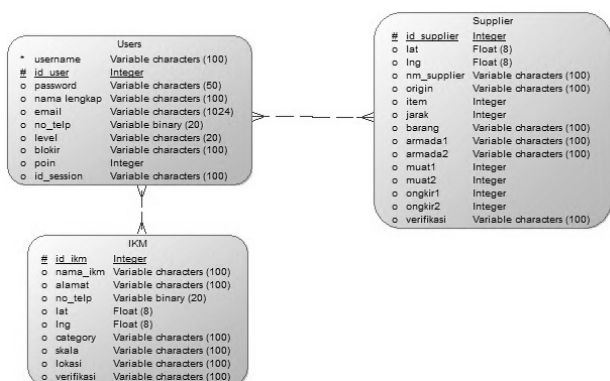 Users
* username Variable characters (100)
# id_user Integer
o password Variable characters (50)
o nama lengkap Variable characters (100)
o email Variable characters (1024)
o no_telp Variable binary (20)
o level Variable characters (20)
o blokir Variable characters (100)
o poin Integer
o id_session Variable characters (100)
Supplier
# id_supplier Integer
o lat Float (8)
o lng Float (8)
o nm_supplier Variable characters (100)
o origin Variable characters (100)
o item Integer
o jarak Integer
o barang Variable characters (100)
o armada1 Variable characters (100)
o armada2 Variable characters (100)
o muat1 Integer
o muat2 Integer
o ongkir1 Integer
o ongkir2 Integer
o verifikasi Variable characters (100)
IKM
# id_ikm Integer
o nama_ikm Variable characters (100)
o alamat Variable characters (100)
o no_telp Variable binary (20)
o lat Float (8)
o lng Float (8)
o category Variable characters (100)
o skala Variable characters (100)
o lokasi Variable characters (100)
o verifikasi Variable characters (100)